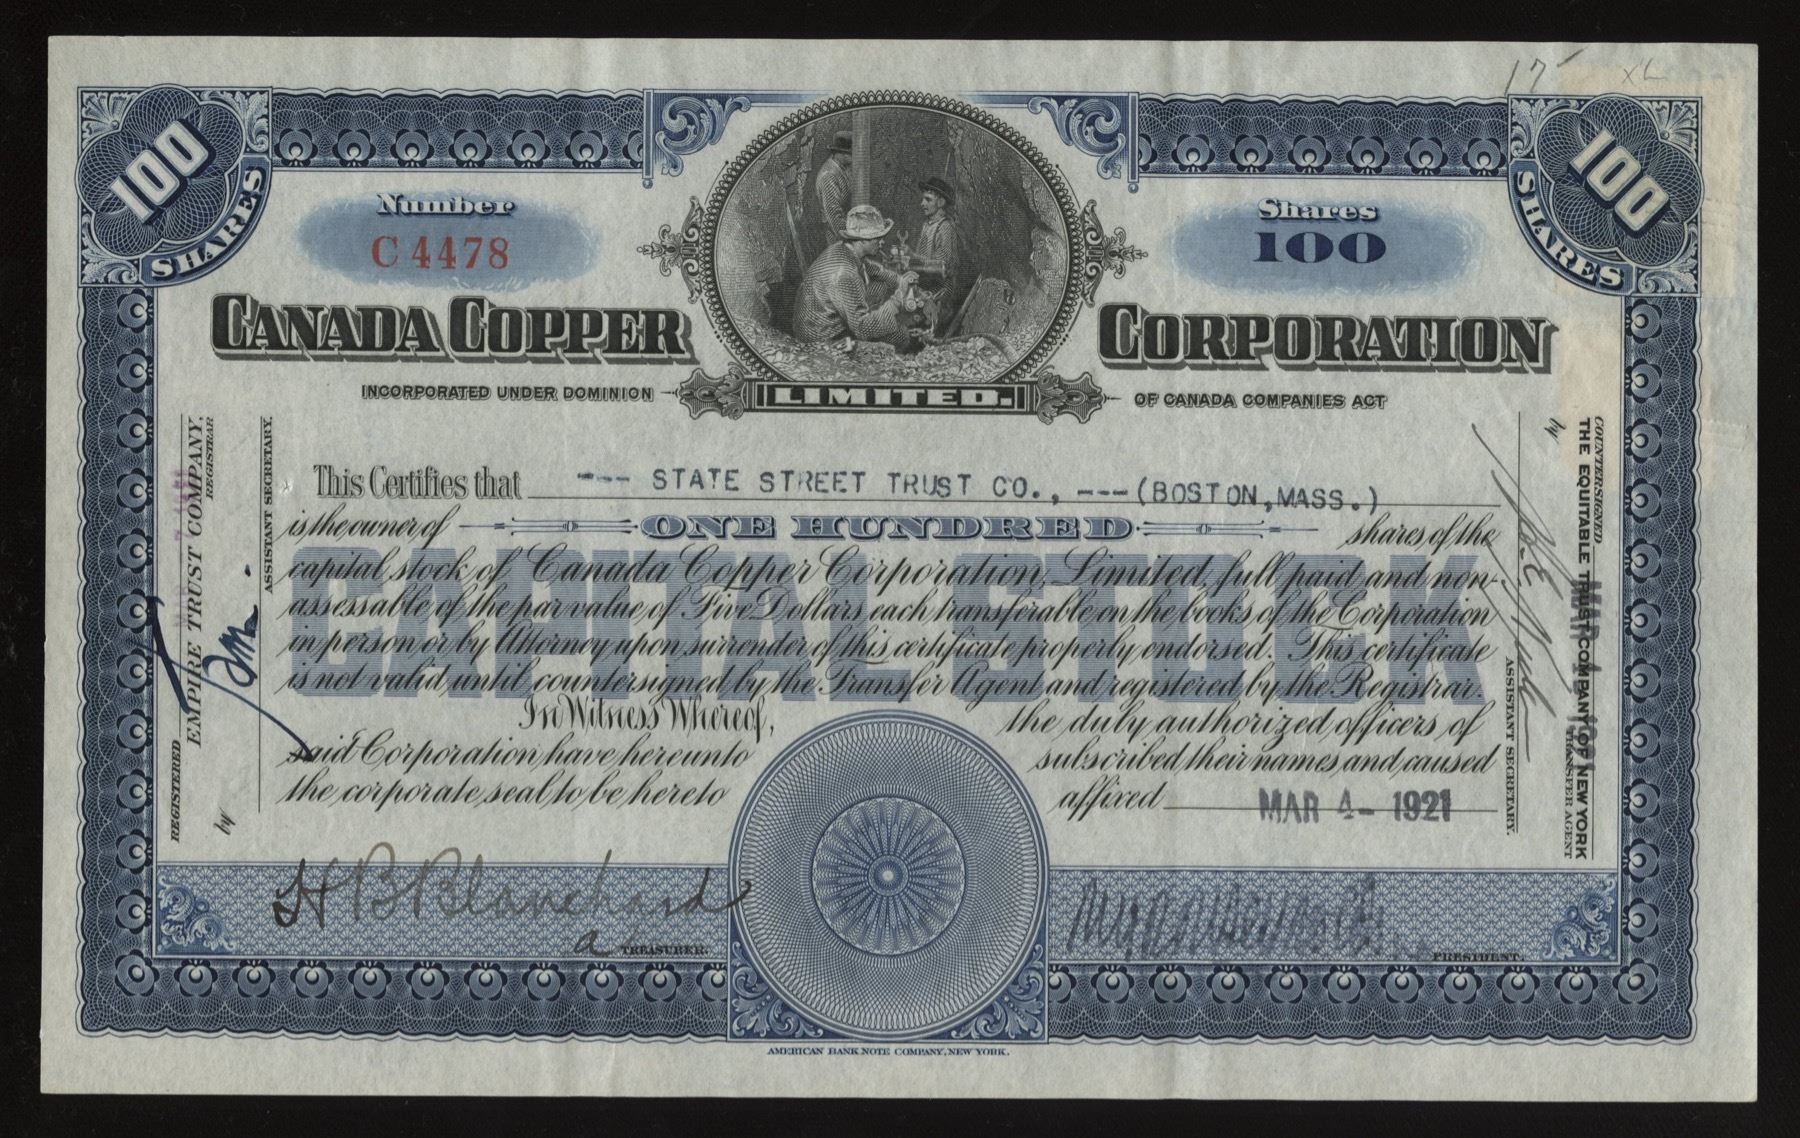 17 XL
100 SHARES
100 SHARES
Number
C 4478
Shares
100
CANADA COPPER CORPORATION
LIMITED.
INCORPORATED UNDER DOMINION OF CANADA COMPANIES ACT
This Certifies that --- STATE STREET TRUST CO., --- (BOSTON, MASS.)
is the owner of ONE HUNDRED shares of the
CAPITAL STOCK
capital stock of Canada Copper Corporation, Limited, full paid and non-
assessable of the par value of Five Dollars each transferable on the books of the Corporation
in person or by Attorney upon surrender of this certificate properly endorsed. This certificate
is not valid until countersigned by the Transfer Agent and registered by the Registrar.
In Witness Whereof, the duly authorized officers of
said Corporation have hereunto subscribed their names and caused
the corporate seal to be hereto affixed MAR 4- 1921
H B Blanchard
a TREASURER.
PRESIDENT.
REGISTERED
EMPIRE TRUST COMPANY,
REGISTRAR
by
ASSISTANT SECRETARY.
COUNTERSIGNED
THE EQUITABLE TRUST COMPANY OF NEW YORK
TRANSFER AGENT
by
ASSISTANT SECRETARY.
AMERICAN BANK NOTE COMPANY, NEW YORK.